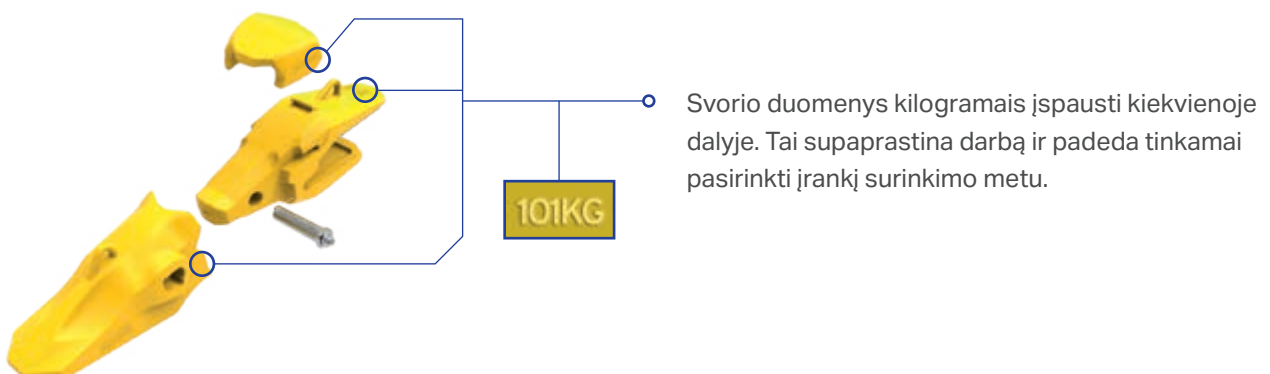 Svorio duomenys kilogramais įspausti kiekvienoje
dalyje. Tai supaprastina darbą ir padeda tinkamai
pasirinkti įrankį surinkimo metu.
101KG